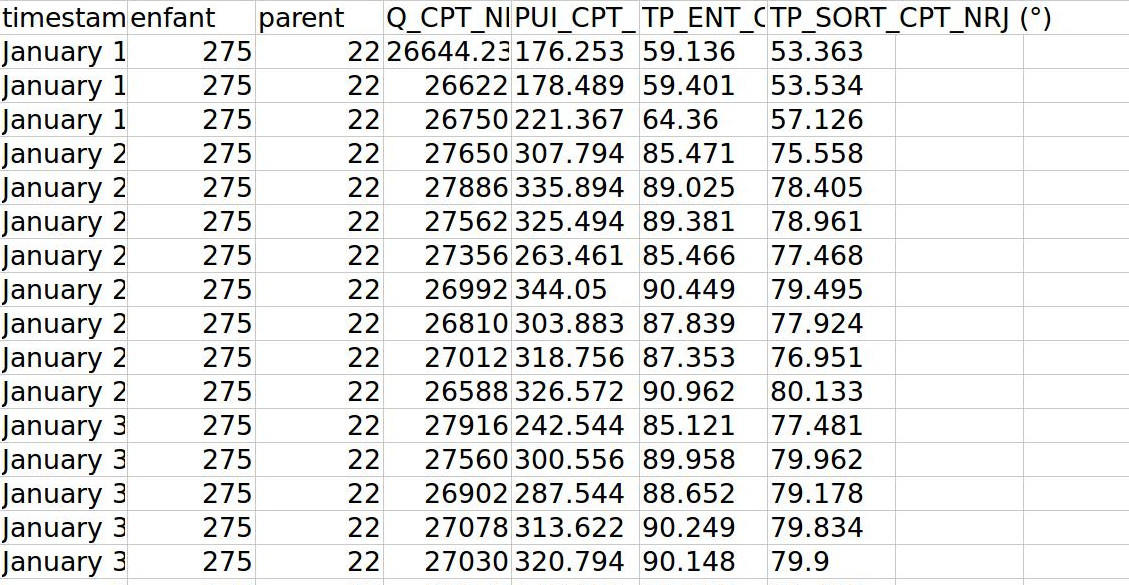 timestam enfant parent Q_CPT_N PUI_CPT_ TP_ENT_C TP_SORT_CPT_NRJ (°)
January 1 275 22 26644.23 176.253 59.136 53.363
January 1 275 22 26622 178.489 59.401 53.534
January 1 275 22 26750 221.367 64.36 57.126
January 2 275 22 27650 307.794 85.471 75.558
January 2 275 22 27886 335.894 89.025 78.405
January 2 275 22 27562 325.494 89.381 78.961
January 2 275 22 27356 263.461 85.466 77.468
January 2 275 22 26992 344.05 90.449 79.495
January 2 275 22 26810 303.883 87.839 77.924
January 2 275 22 27012 318.756 87.353 76.951
January 2 275 22 26588 326.572 90.962 80.133
January 3 275 22 27916 242.544 85.121 77.481
January 3 275 22 27560 300.556 89.958 79.962
January 3 275 22 26902 287.544 88.652 79.178
January 3 275 22 27078 313.622 90.249 79.834
January 3 275 22 27030 320.794 90.148 79.9